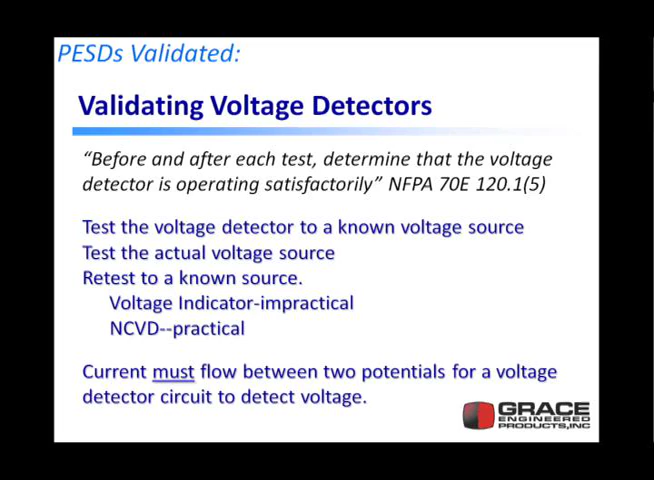 PESDs Validated:
Validating Voltage Detectors
“Before and after each test, determine that the voltage
detector is operating satisfactorily” NFPA 70E 120.1(5)
Test the voltage detector to a known voltage source
Test the actual voltage source
Retest to a known source.
Voltage Indicator-impractical
NCVD--practical
Current must flow between two potentials for a voltage
detector circuit to detect voltage.
GRACE
ENGINEERED
PRODUCTS,INC